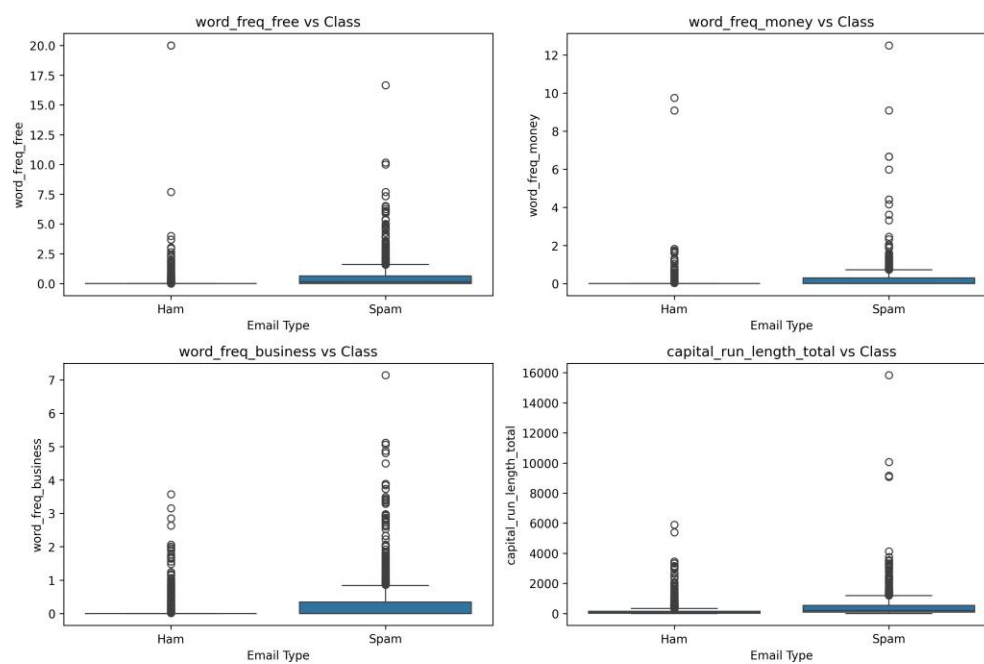 word_freq_free vs Class
word_freq_free
20.0
17.5
15.0
12.5
10.0
7.5
5.0
2.5
0.0
Ham
Spam
Email Type
word_freq_money vs Class
word_freq_money
12
10
8
6
4
2
0
Ham
Spam
Email Type
word_freq_business vs Class
word_freq_business
7
6
5
4
3
2
1
0
Ham
Spam
Email Type
capital_run_length_total vs Class
capital_run_length_total
16000
14000
12000
10000
8000
6000
4000
2000
0
Ham
Spam
Email Type